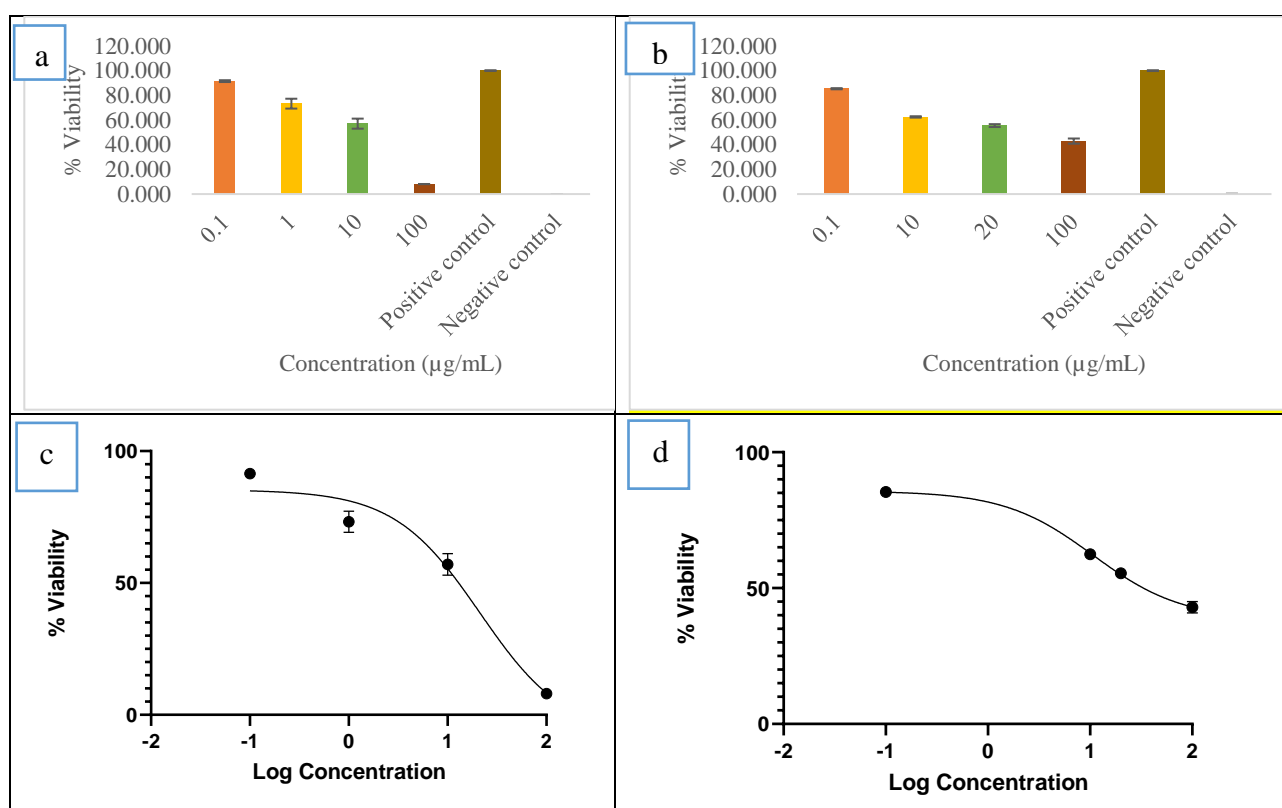 a
120.000
100.000
80.000
60.000
40.000
20.000
0.000
% Viability
0.1
1
10
100
Positive control
Negative control
Concentration (µg/mL)
b
120.000
100.000
80.000
60.000
40.000
20.000
0.000
% Viability
0.1
10
20
100
Positive control
Negative control
Concentration (µg/mL)
c
100
50
0
% Viability
-2 -1 0 1 2
Log Concentration
d
100
50
0
% Viability
-2 -1 0 1 2
Log Concentration